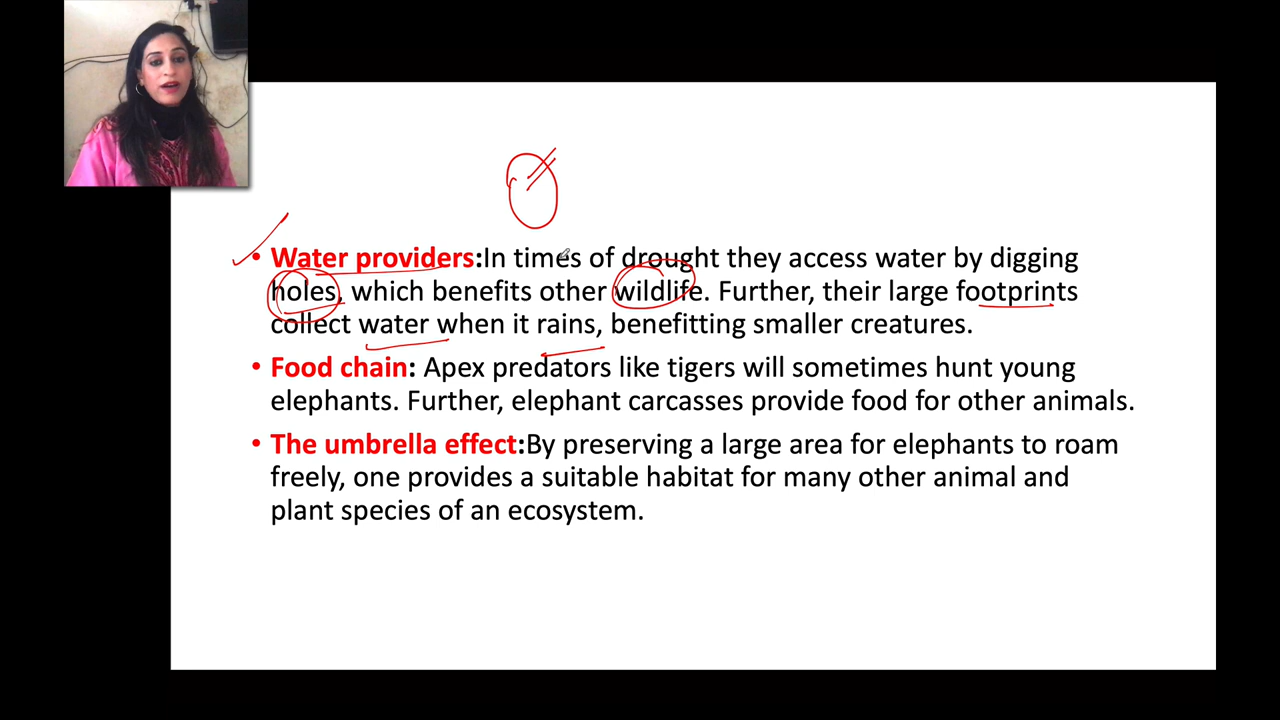 • Water providers:In times of drought they access water by digging
holes, which benefits other wildlife. Further, their large footprints
collect water when it rains, benefitting smaller creatures.
• Food chain: Apex predators like tigers will sometimes hunt young
elephants. Further, elephant carcasses provide food for other animals.
• The umbrella effect:By preserving a large area for elephants to roam
freely, one provides a suitable habitat for many other animal and
plant species of an ecosystem.